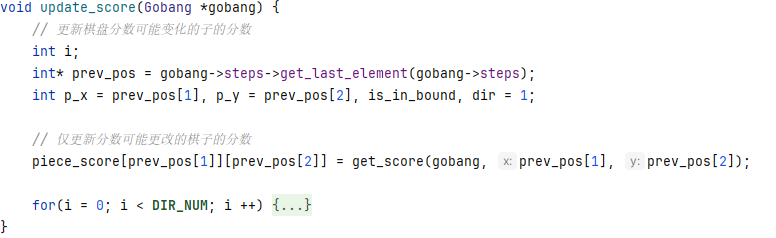 void update_score(Gobang *gobang) {
// 更新棋盘分数可能变化的子的分数
int i;
int* prev_pos = gobang->steps->get_last_element(gobang->steps);
int p_x = prev_pos[1], p_y = prev_pos[2], is_in_bound, dir = 1;
// 仅更新分数可能更改的棋子的分数
piece_score[prev_pos[1]][prev_pos[2]] = get_score(gobang, x: prev_pos[1], y: prev_pos[2]);
for(i = 0; i < DIR_NUM; i ++) {...}
}